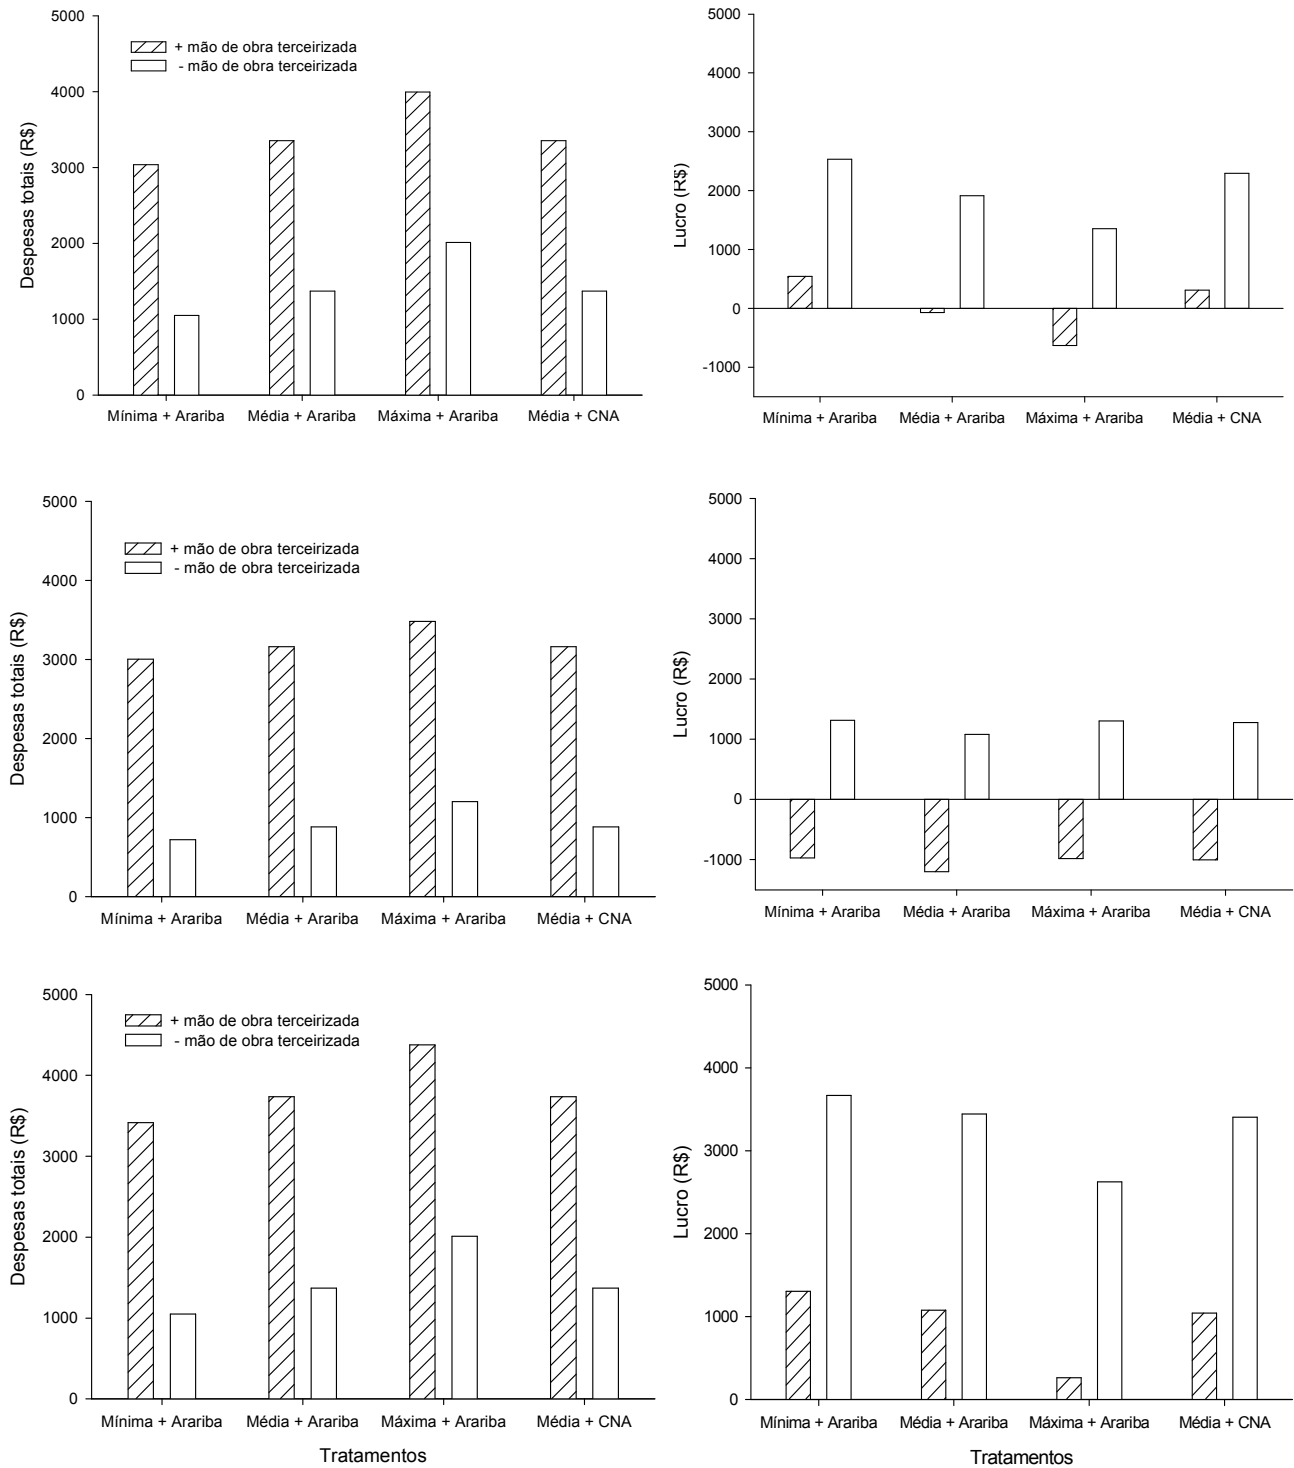 5000
4000
3000
2000
1000
0
Despesas totais (R$)
+ mão de obra terceirizada
- mão de obra terceirizada
Mínima + Arariba
Média + Arariba
Máxima + Arariba
Média + CNA
5000
4000
3000
2000
1000
0
-1000
Lucro (R$)
Mínima + Arariba
Média + Arariba
Máxima + Arariba
Média + CNA
5000
4000
3000
2000
1000
0
Despesas totais (R$)
+ mão de obra terceirizada
- mão de obra terceirizada
Mínima + Arariba
Média + Arariba
Máxima + Arariba
Média + CNA
5000
4000
3000
2000
1000
0
-1000
Lucro (R$)
Mínima + Arariba
Média + Arariba
Máxima + Arariba
Média + CNA
5000
4000
3000
2000
1000
0
Despesas totais (R$)
+ mão de obra terceirizada
- mão de obra terceirizada
Mínima + Arariba
Média + Arariba
Máxima + Arariba
Média + CNA
Tratamentos
5000
4000
3000
2000
1000
0
Lucro (R$)
Mínima + Arariba
Média + Arariba
Máxima + Arariba
Média + CNA
Tratamentos